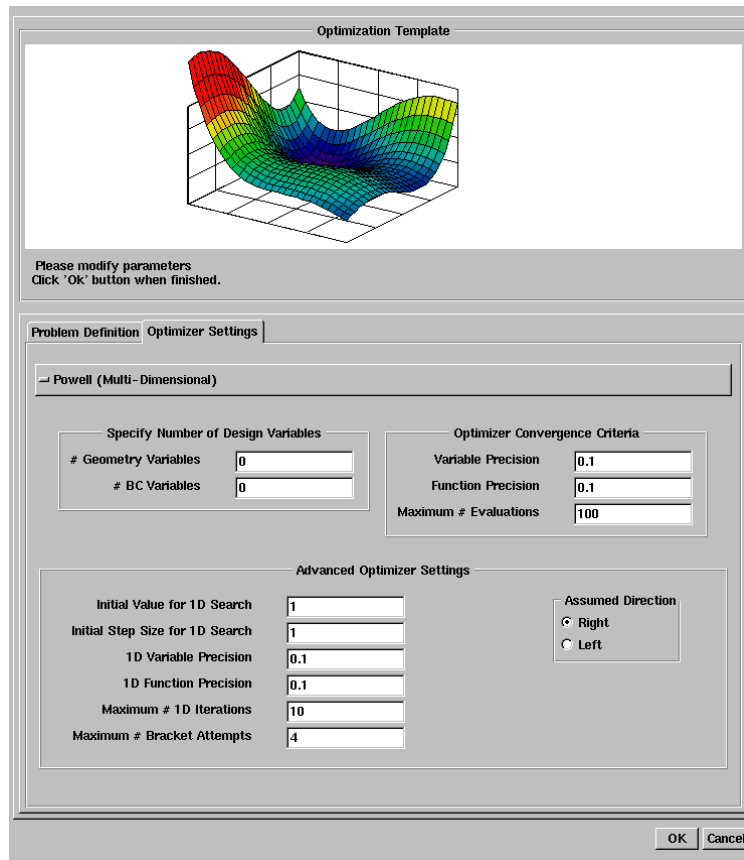 Optimization Template
Please modify parameters
Click 'Ok' button when finished.
Problem Definition Optimizer Settings
Powell (Multi-Dimensional)
Specify Number of Design Variables
# Geometry Variables 0
# BC Variables 0
Optimizer Convergence Criteria
Variable Precision 0.1
Function Precision 0.1
Maximum # Evaluations 100
Advanced Optimizer Settings
Initial Value for 1D Search 1
Initial Step Size for 1D Search 1
1D Variable Precision 0.1
1D Function Precision 0.1
Maximum # 1D Iterations 10
Maximum # Bracket Attempts 4
Assumed Direction
Right
Left
OK Cancel